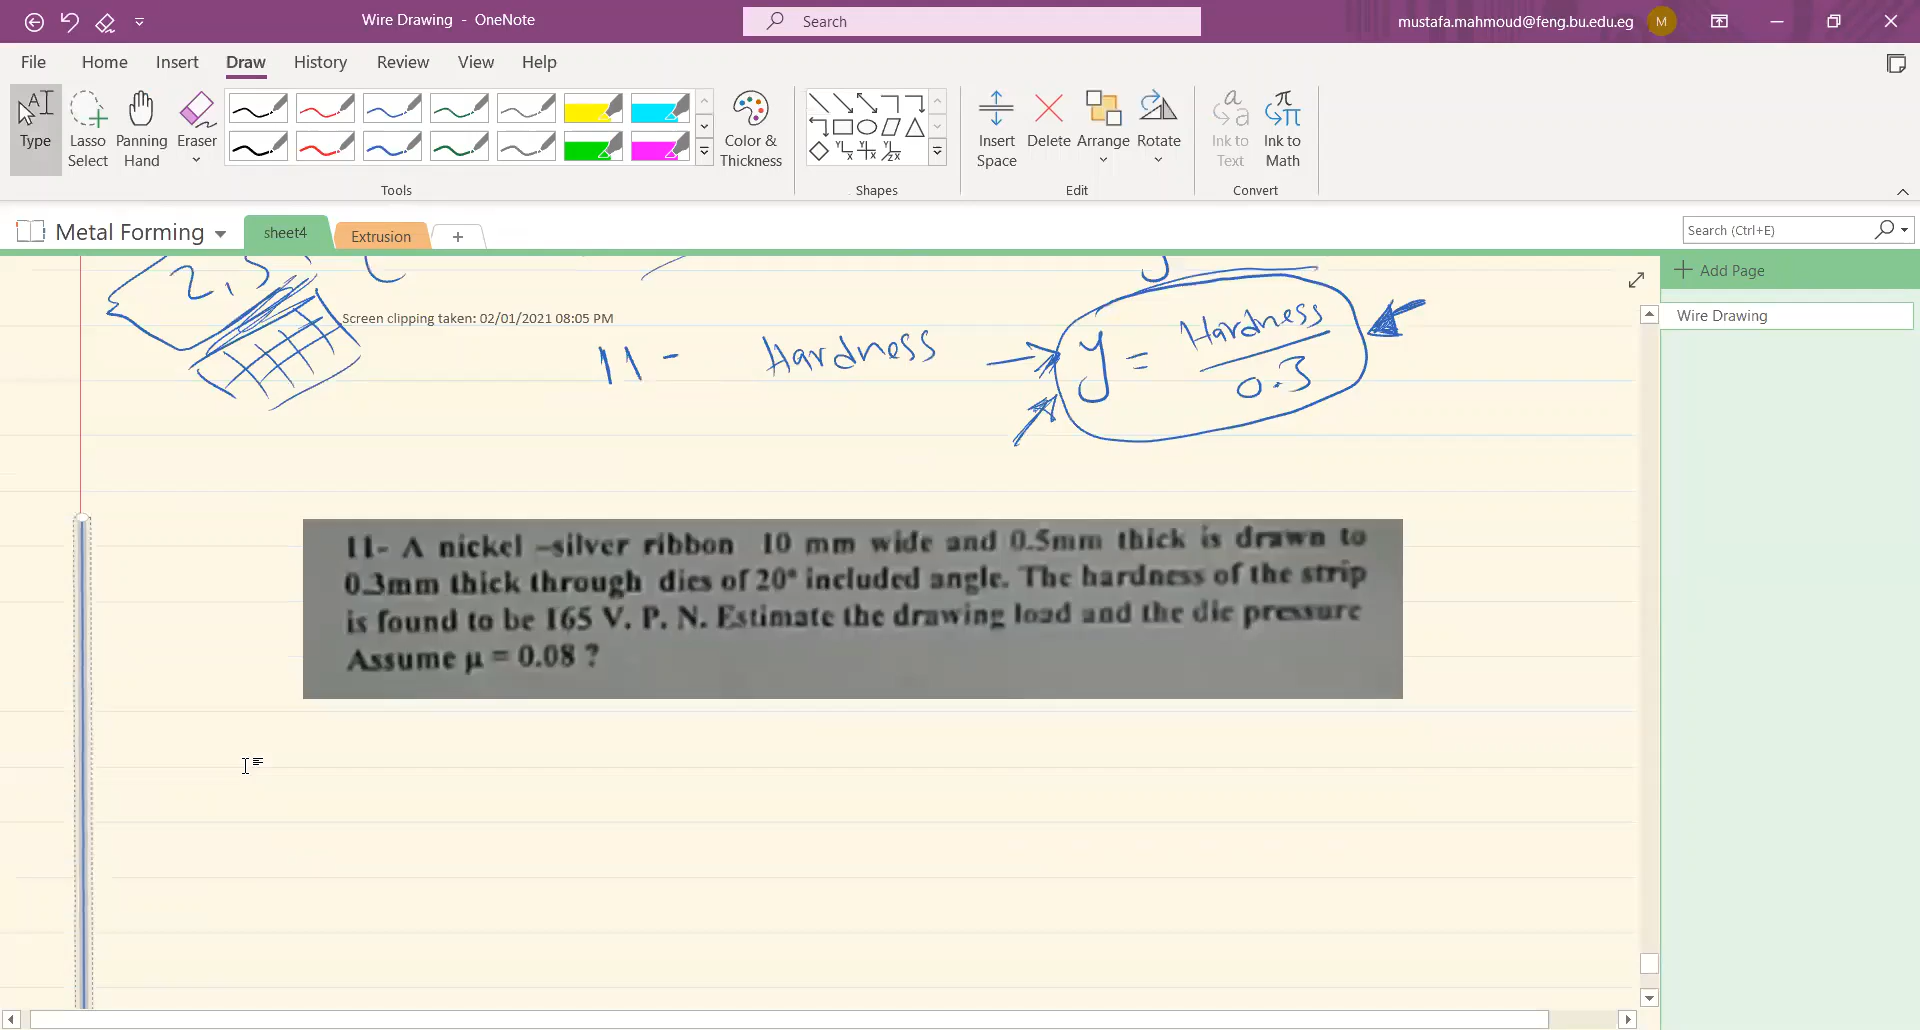 Wire Drawing - OneNote
Search
mustafa.mahmoud@feng.bu.edu.eg
M
File Home Insert Draw History Review View Help
Type
Lasso Select
Panning Hand
Eraser
Color & Thickness
Insert Space
Delete
Arrange
Rotate
Ink to Text
Ink to Math
Tools
Shapes
Edit
Convert
Metal Forming
sheet4
Extrusion
Search (Ctrl+E)
Add Page
Wire Drawing
Screen clipping taken: 02/01/2021 08:05 PM
11 - Hardness → y = Hardness / 0.3
11- A nickel –silver ribbon 10 mm wide and 0.5mm thick is drawn to
0.3mm thick through dies of 20° included angle. The hardness of the strip
is found to be 165 V. P. N. Estimate the drawing load and the die pressure
Assume μ = 0.08 ?